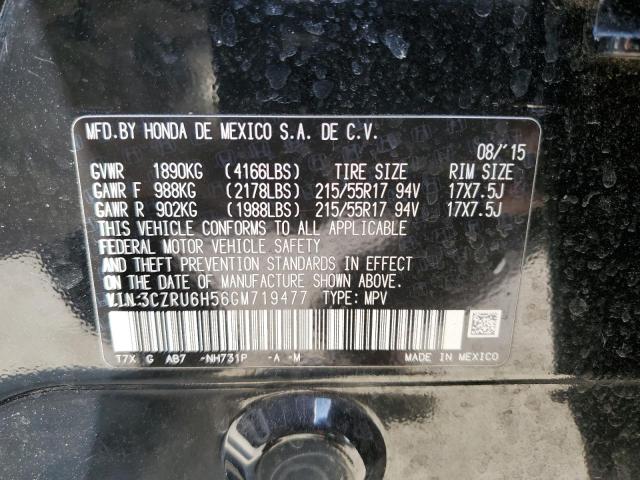 MFD.BY HONDA DE MEXICO S.A. DE C.V.
08/'15
GVWR 1890KG (4166LBS) TIRE SIZE RIM SIZE
GAWR F 988KG (2178LBS) 215/55R17 94V 17X7.5J
GAWR R 902KG (1988LBS) 215/55R17 94V 17X7.5J
THIS VEHICLE CONFORMS TO ALL APPLICABLE
FEDERAL MOTOR VEHICLE SAFETY
AND THEFT PREVENTION STANDARDS IN EFFECT
ON THE DATE OF MANUFACTURE SHOWN ABOVE.
V.I.N:3CZRU6H56GM719477 TYPE: MPV
T7X G AB7 -NH731P -A -M MADE IN MEXICO